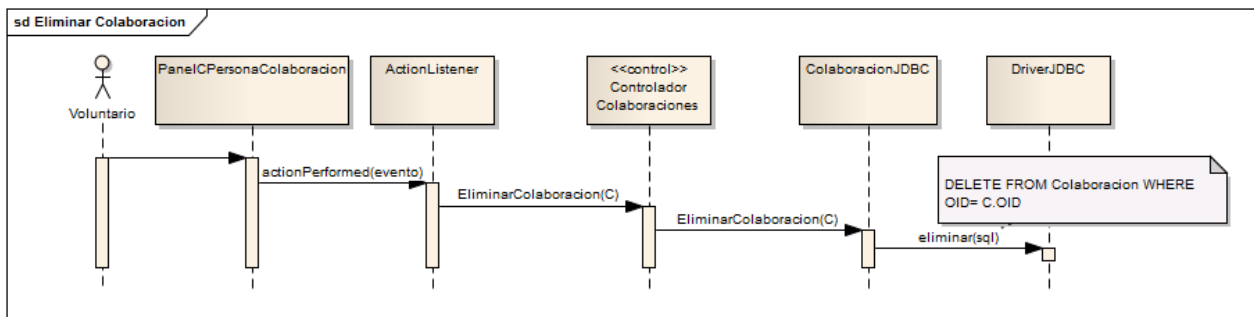 sd Eliminar Colaboracion
Voluntario
PanelCPersonaColaboracion
ActionListener
<<control>>
Controlador
Colaboraciones
ColaboracionJDBC
DriverJDBC
actionPerformed(evento)
EliminarColaboracion(C)
EliminarColaboracion(C)
eliminar(sql)
DELETE FROM Colaboracion WHERE
OID= C.OID